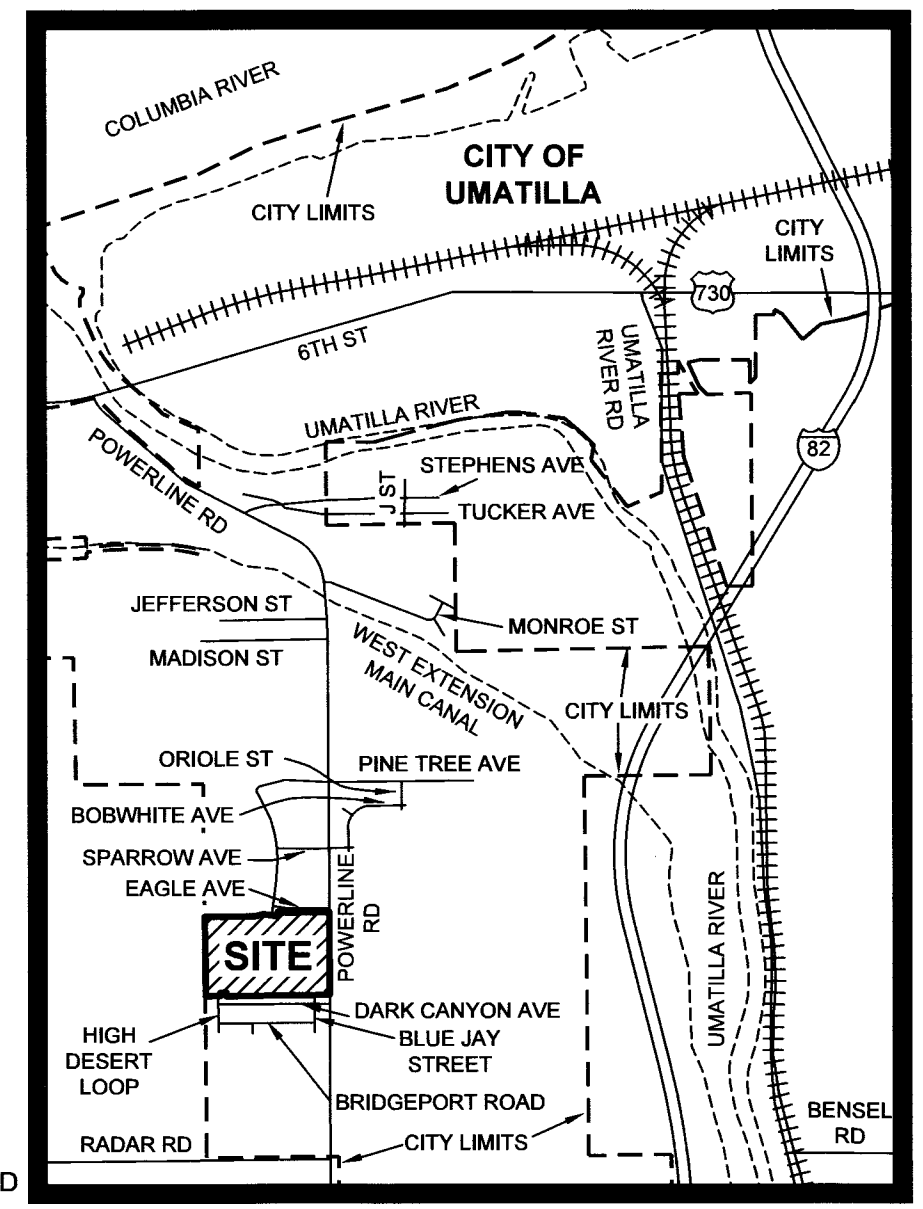 COLUMBIA RIVER
CITY OF
UMATILLA
CITY LIMITS
CITY
LIMITS
730
6TH ST
UMATILLA
RIVER RD
UMATILLA RIVER
82
POWERLINE RD
STEPHENS AVE
J ST
TUCKER AVE
JEFFERSON ST
MONROE ST
MADISON ST
WEST EXTENSION
MAIN CANAL
CITY LIMITS
ORIOLE ST
PINE TREE AVE
BOBWHITE AVE
SPARROW AVE
EAGLE AVE
POWERLINE
RD
UMATILLA RIVER
SITE
DARK CANYON AVE
HIGH
DESERT
LOOP
BLUE JAY
STREET
BRIDGEPORT ROAD
BENSEL
RD
RADAR RD
CITY LIMITS
D